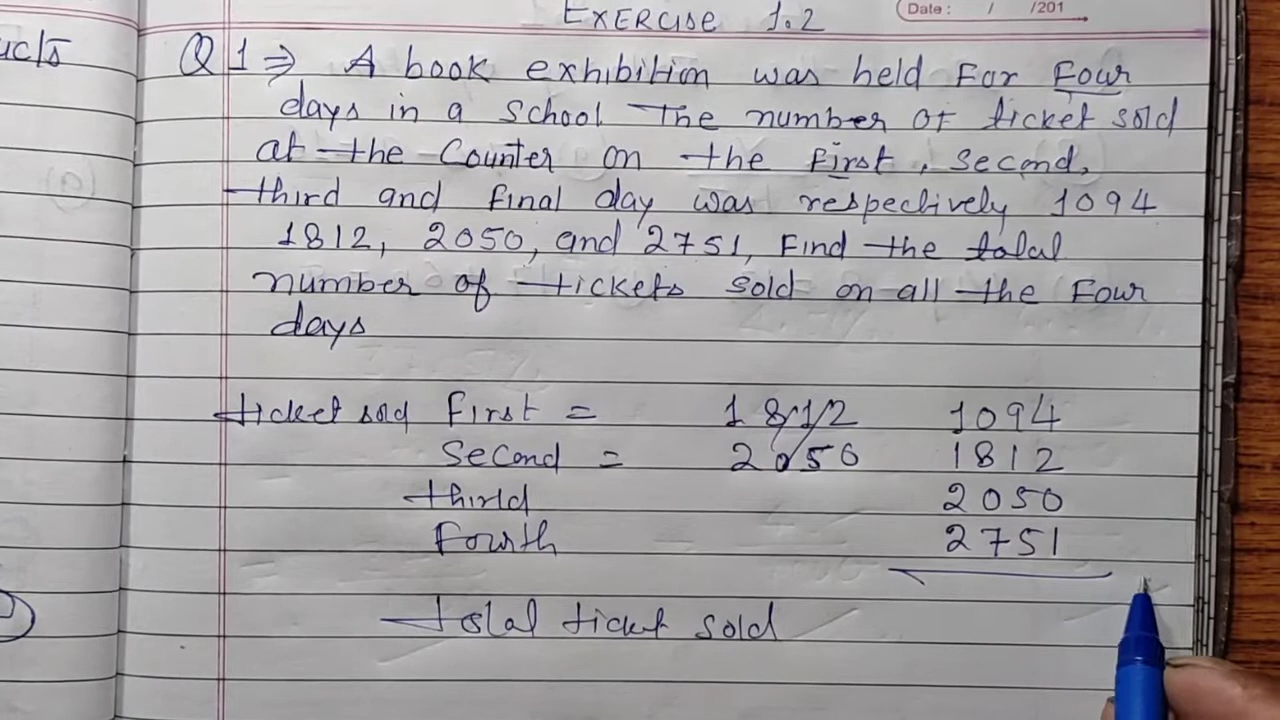 EXERCISE 1.2
Date : / /201
Q 1 ⇒ A book exhibition was held For Four
days in a School The number of ticket sold
at the Counter on the first, second,
third and final day was respectively 1094
1812, 2050, and 2751, Find the total
number of tickets sold on all the Four
days
ticket sold First = 1812 1094
Second = 2050 1812
thirld 2050
Fourth 2751
total ticket sold